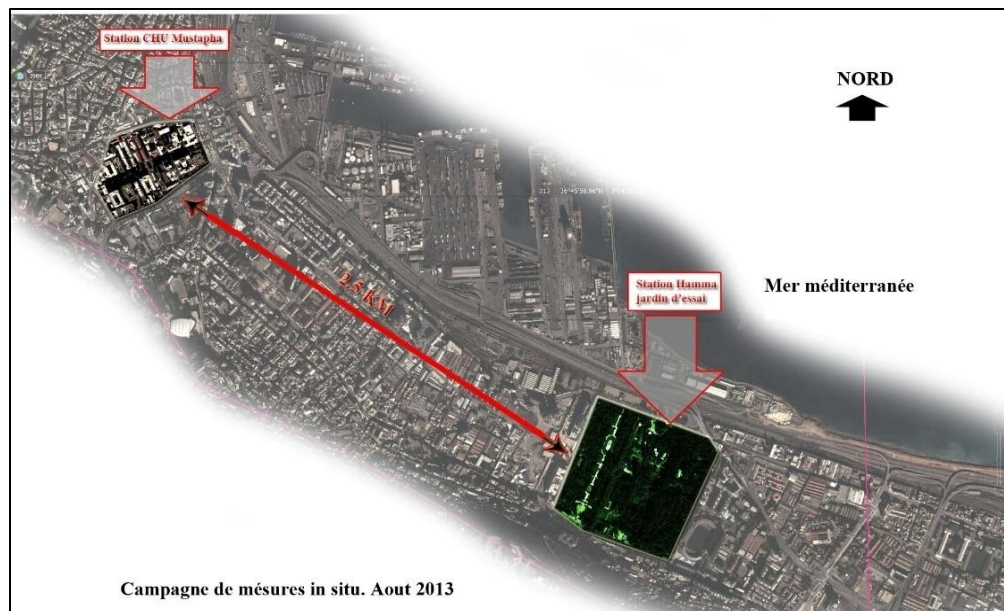 Station CHU Mustapha
NORD
Station Hamma
jardin d'essai
Mer méditerranée
2.5 KM
Campagne de mésures in situ. Aout 2013